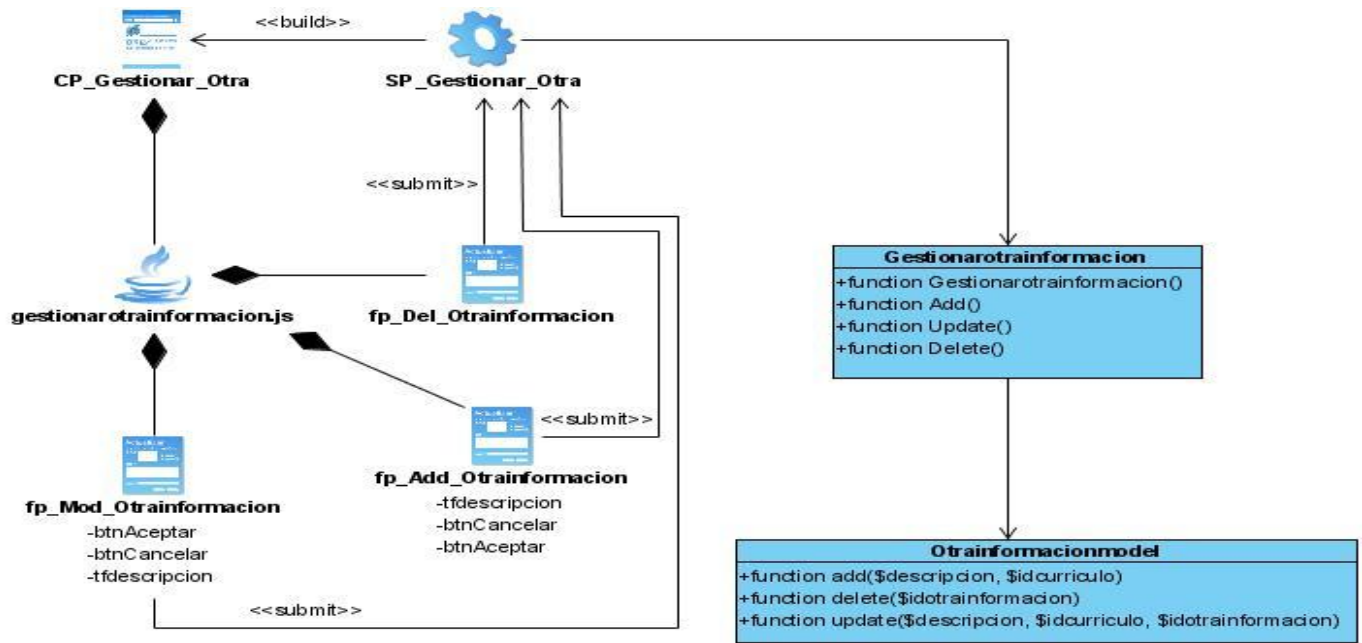 <<build>>
CP_Gestionar_Otra
SP_Gestionar_Otra
<<submit>>
gestionarotrainformacion.js
fp_Del_Otrainformacion
Gestionarotrainformacion
+function Gestionarotrainformacion()
+function Add()
+function Update()
+function Delete()
<<submit>>
fp_Mod_Otrainformacion
-btnAceptar
-btnCancelar
-tfdescripcion
fp_Add_Otrainformacion
-tfdescripcion
-btnCancelar
-btnAceptar
<<submit>>
Otrainformacionmodel
+function add($descripcion, $idcurriculo)
+function delete($idotrainformacion)
+function update($descripcion, $idcurriculo, $idotrainformacion)